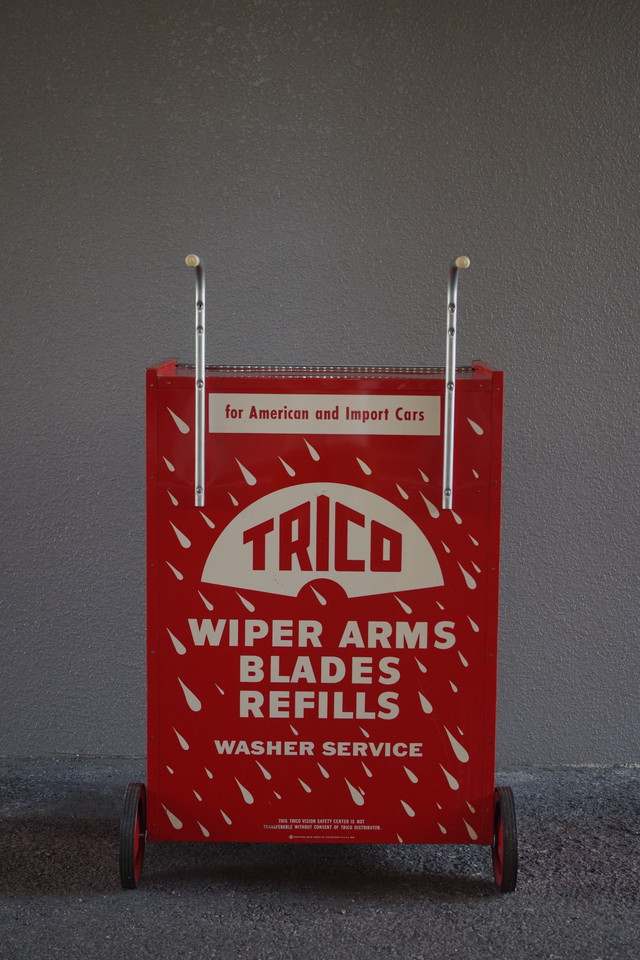 for American and Import Cars
TRICO
WIPER ARMS
BLADES
REFILLS
WASHER SERVICE
THIS TRICO VISION SAFETY CENTER IS NOT
TRANSFERABLE WITHOUT CONSENT OF TRICO DISTRIBUTOR.